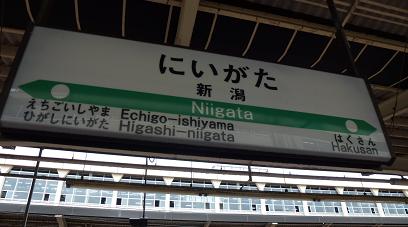 にいがた
新潟
Niigata
えちごいしやま Echigo-ishiyama
ひがしにいがた Higashi-niigata
はくさん
Hakusan